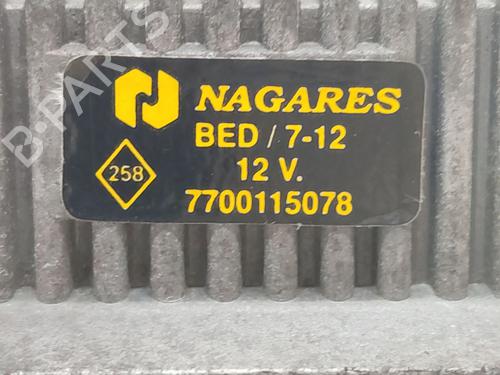 NAGARES
BED / 7-12
258
12 V.
7700115078
B-PARTS